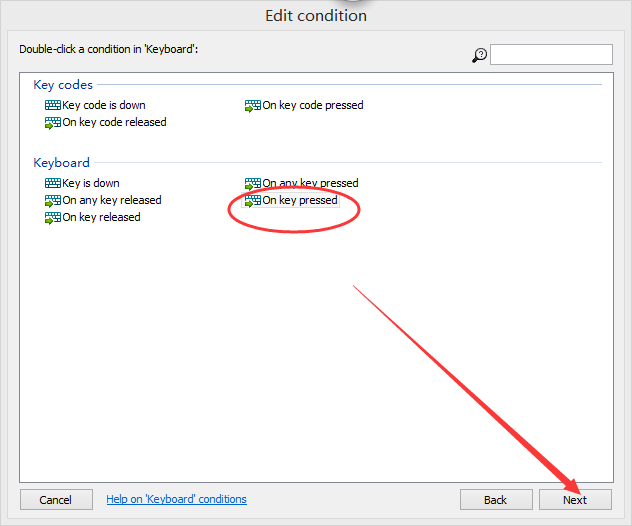 Edit condition
Double-click a condition in 'Keyboard':
Key codes
Key code is down
On key code pressed
On key code released
Keyboard
Key is down
On any key pressed
On any key released
On key pressed
On key released
Cancel
Help on 'Keyboard' conditions
Back
Next